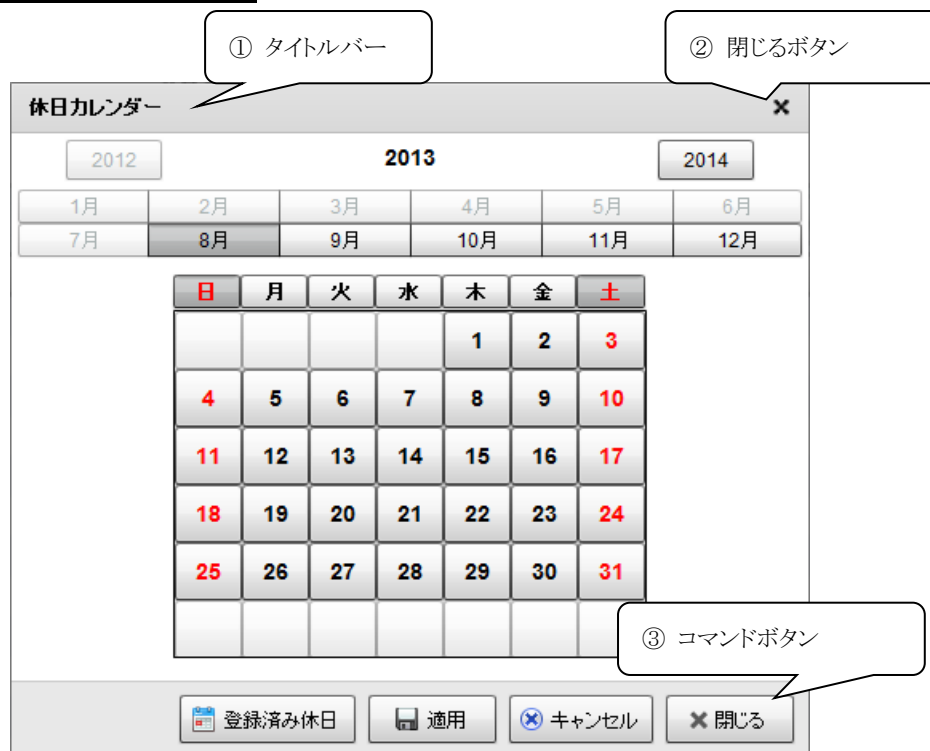 ① タイトルバー
② 閉じるボタン
休日カレンダー
2012 2013 2014
1月 2月 3月 4月 5月 6月
7月 8月 9月 10月 11月 12月
日 月 火 水 木 金 土
1 2 3
4 5 6 7 8 9 10
11 12 13 14 15 16 17
18 19 20 21 22 23 24
25 26 27 28 29 30 31
③ コマンドボタン
登録済み休日 適用 キャンセル 閉じる